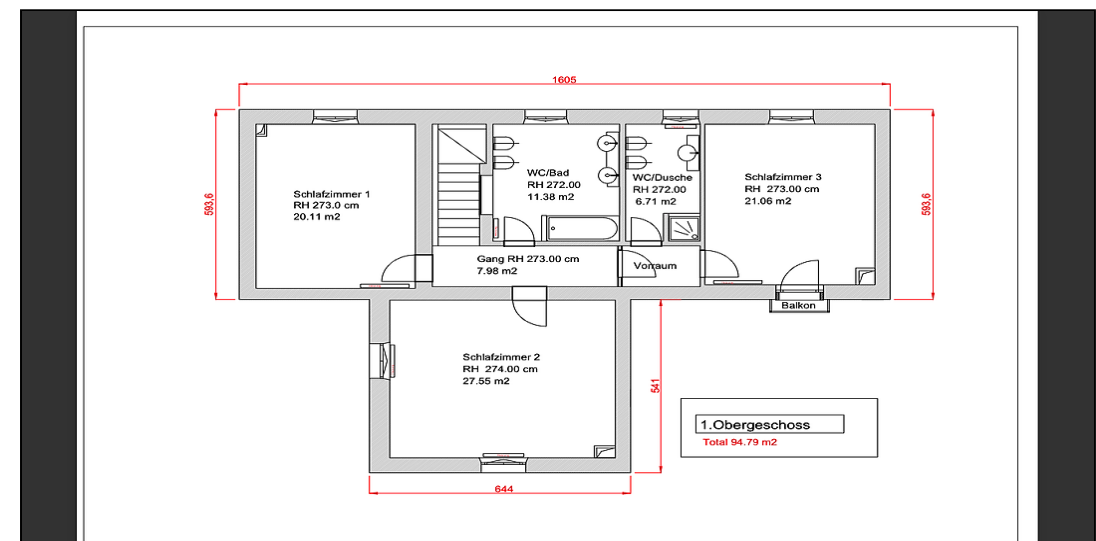 1605
593,6
Schlafzimmer 1
RH 273.0 cm
20.11 m2
WC/Bad
RH 272.00
11.38 m2
WC/Dusche
RH 272.00
6.71 m2
Schlafzimmer 3
RH 273.00 cm
21.06 m2
593,6
Gang RH 273.00 cm
7.98 m2
Vorraum
Balkon
Schlafzimmer 2
RH 274.00 cm
27.55 m2
541
1.Obergeschoss
Total 94.79 m2
644